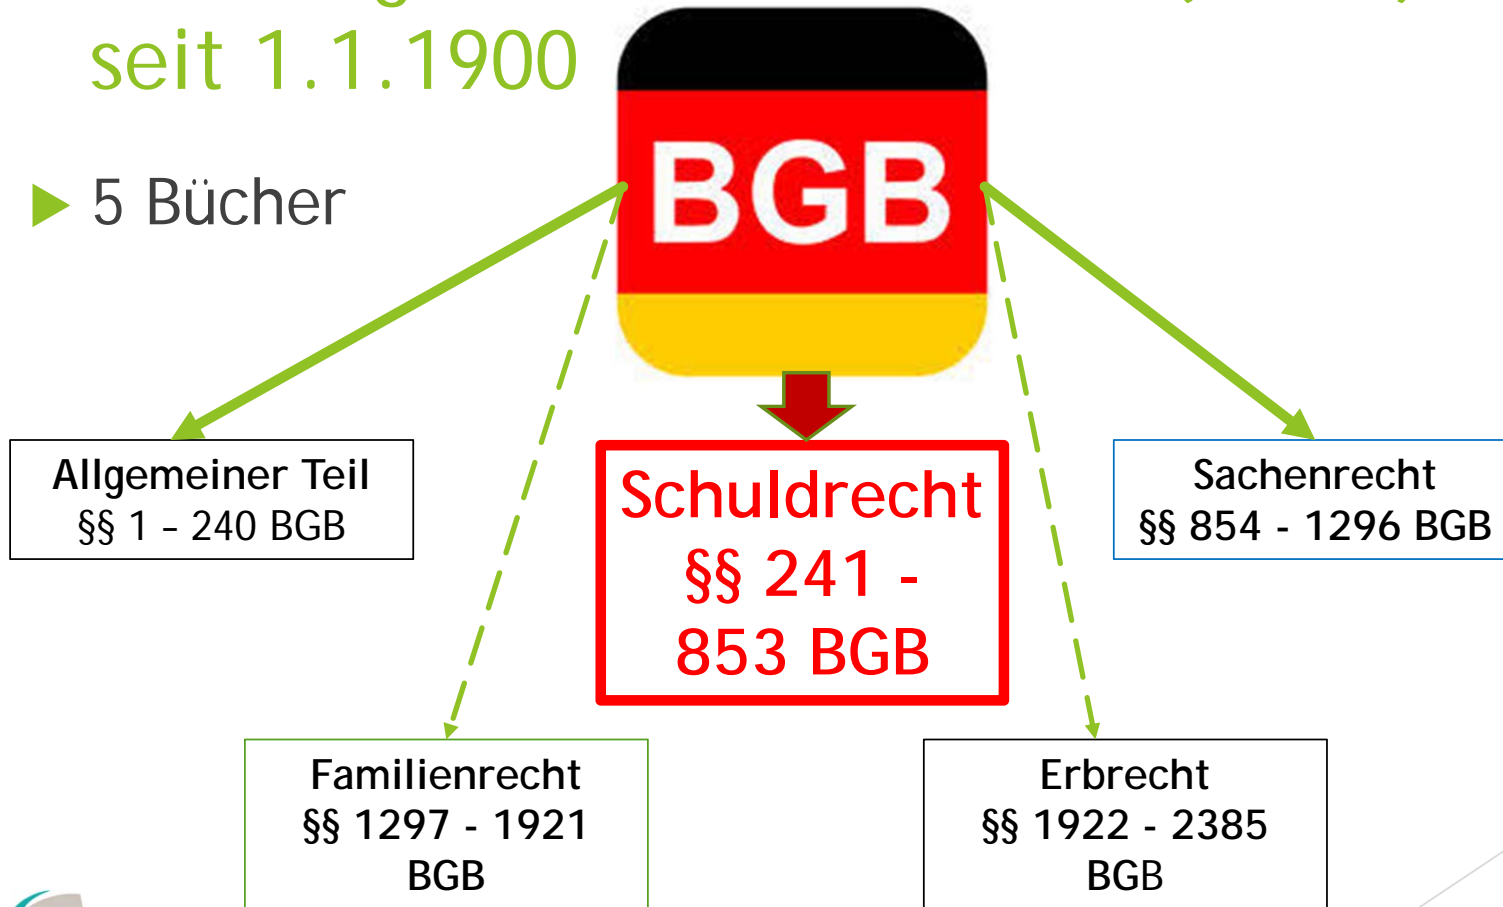 seit 1.1.1900
5 Bücher
BGB
Allgemeiner Teil
§§ 1 – 240 BGB
Schuldrecht
§§ 241 -
853 BGB
Sachenrecht
§§ 854 - 1296 BGB
Familienrecht
§§ 1297 - 1921
BGB
Erbrecht
§§ 1922 - 2385
BGB